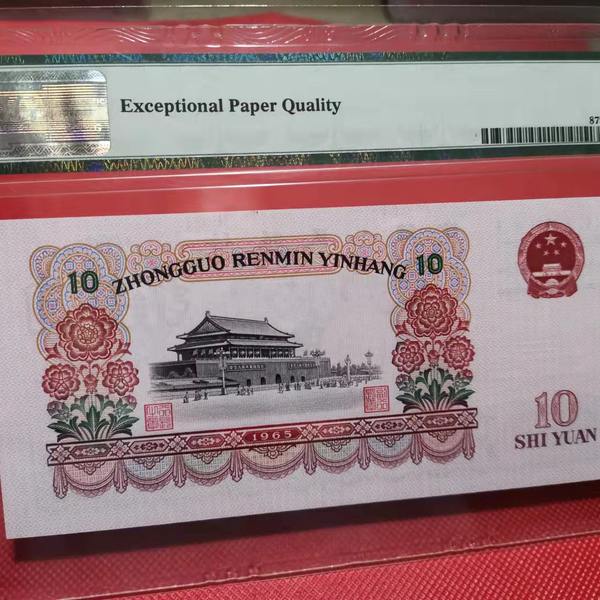 Exceptional Paper Quality
87
10 ZHONGGUO RENMIN YINHANG 10
1965
10
SHI YUAN